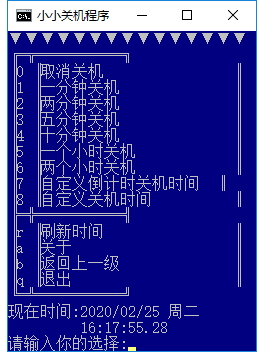 小小关机程序
0 取消关机
1 一分钟关机
2 两分钟关机
3 五分钟关机
4 十分钟关机
5 一个小时关机
6 两个小时关机
7 自定义倒计时关机时间
8 自定义关机时间
r 刷新时间
a 关于
b 返回上一级
q 退出
现在时间:2020/02/25 周二
16:17:55.28
请输入你的选择: